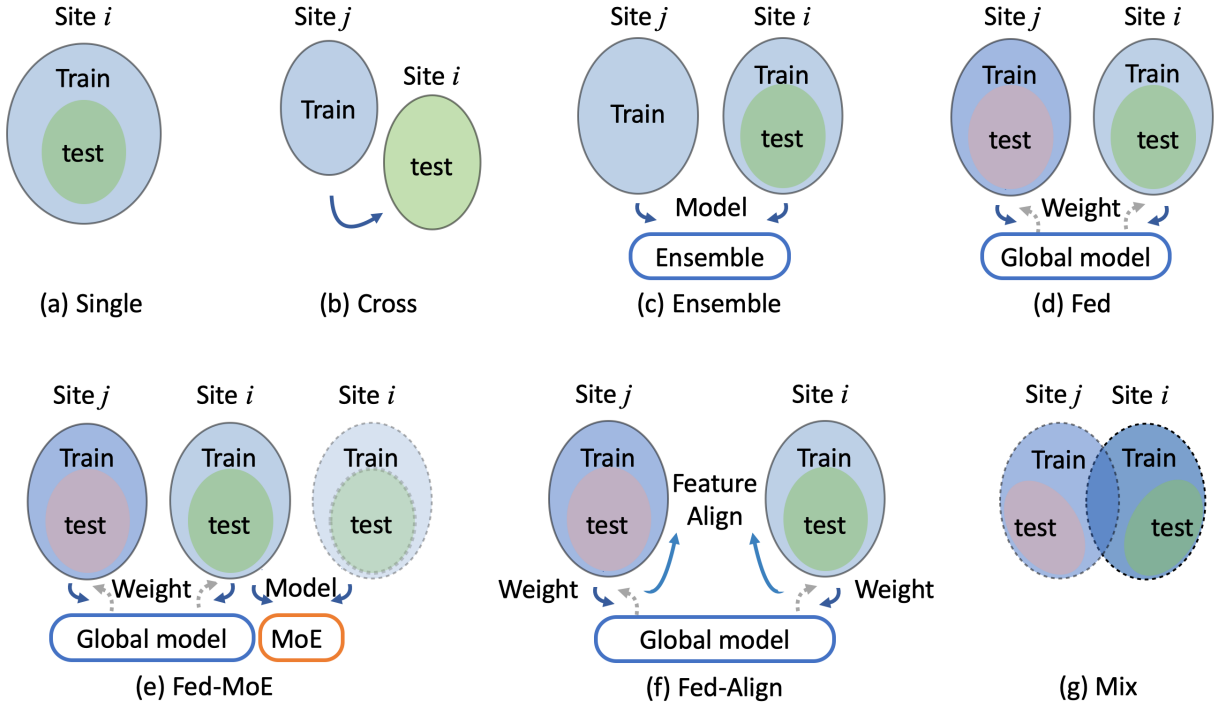 Site i
Train
test
(a) Single
Site j
Train
Site i
test
(b) Cross
Site j
Site i
Train
Train
test
Model
Ensemble
(c) Ensemble
Site j
Site i
Train
Train
test
test
Weight
Global model
(d) Fed
Site j
Site i
Site i
Train
Train
Train
test
test
test
Weight
Model
Global model
MoE
(e) Fed-MoE
Site j
Site i
Train
Train
test
test
Feature
Align
Weight
Weight
Global model
(f) Fed-Align
Site j
Site i
Train
Train
test
test
(g) Mix